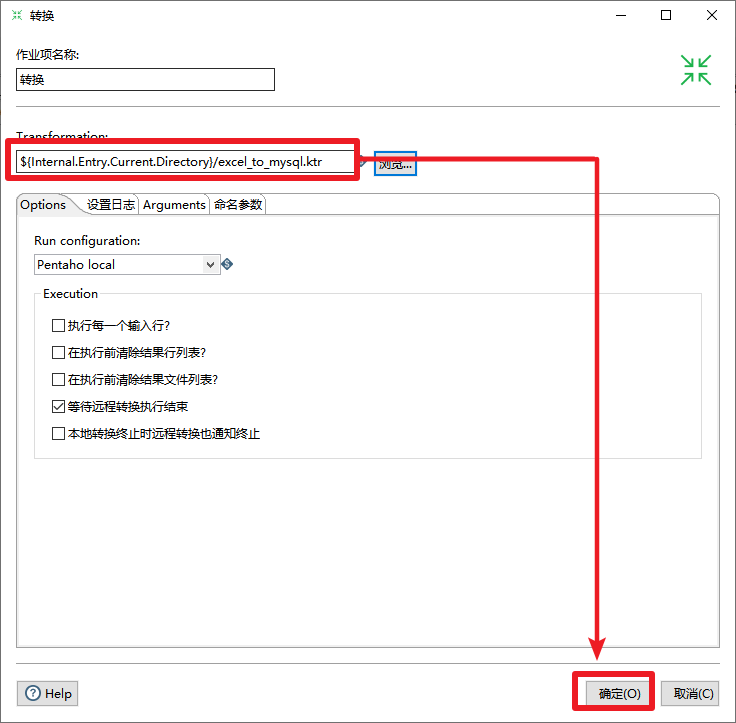 转换
作业项名称:
转换
Transformation:
${Internal.Entry.Current.Directory}/excel_to_mysql.ktr
浏览...
Options 设置日志 Arguments 命名参数
Run configuration:
Pentaho local
Execution
执行每一个输入行?
在执行前清除结果行列表?
在执行前清除结果文件列表?
等待远程转换执行结束
本地转换终止时远程转换也通知终止
Help 确定(O) 取消(C)